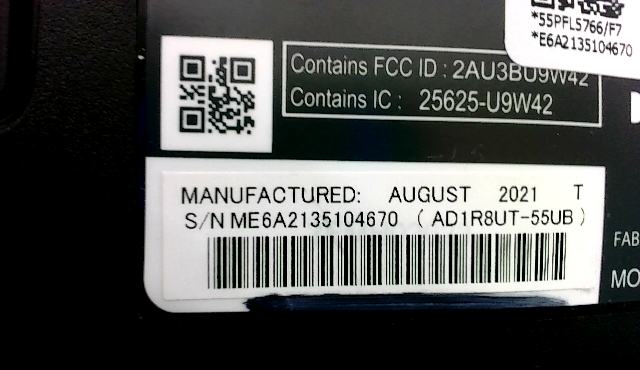 *55PFL5766/F7
*E6A2135104670
Contains FCC ID : 2AU3BU9W42
Contains IC : 25625-U9W42
MANUFACTURED: AUGUST 2021 T
S/N ME6A2135104670 ( AD1R8UT-55UB )
FAB
MO